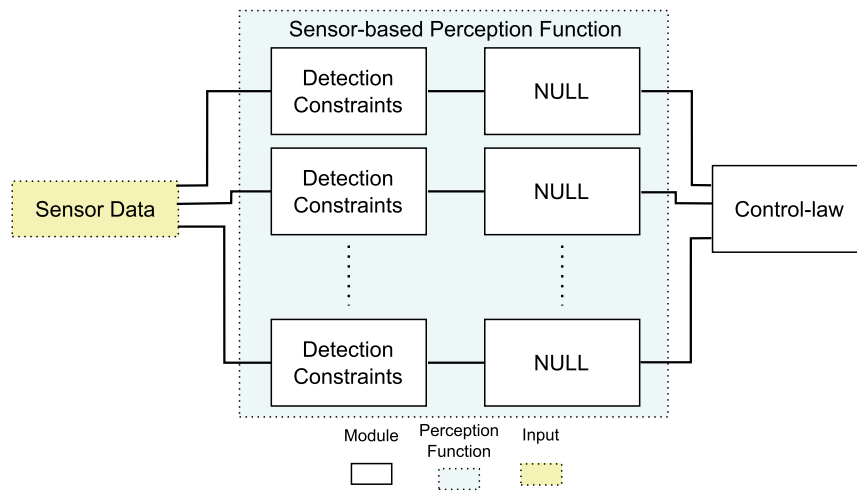 Sensor-based Perception Function
Detection
Constraints
NULL
Detection
Constraints
NULL
Sensor Data
Control-law
Detection
Constraints
NULL
Module
Perception
Function
Input